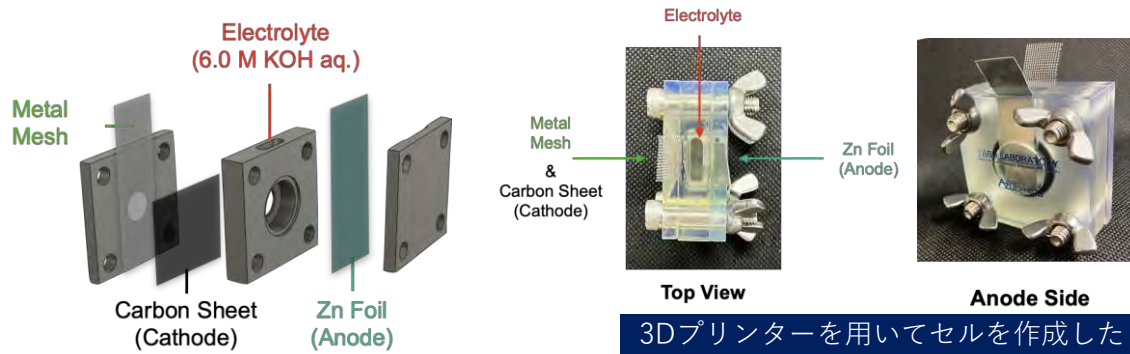 Electrolyte
(6.0 M KOH aq.)
Metal
Mesh
Carbon Sheet
(Cathode)
Zn Foil
(Anode)
Electrolyte
Metal
Mesh
&
Carbon Sheet
(Cathode)
Zn Foil
(Anode)
Top View
Anode Side
3Dプリンターを用いてセルを作成した